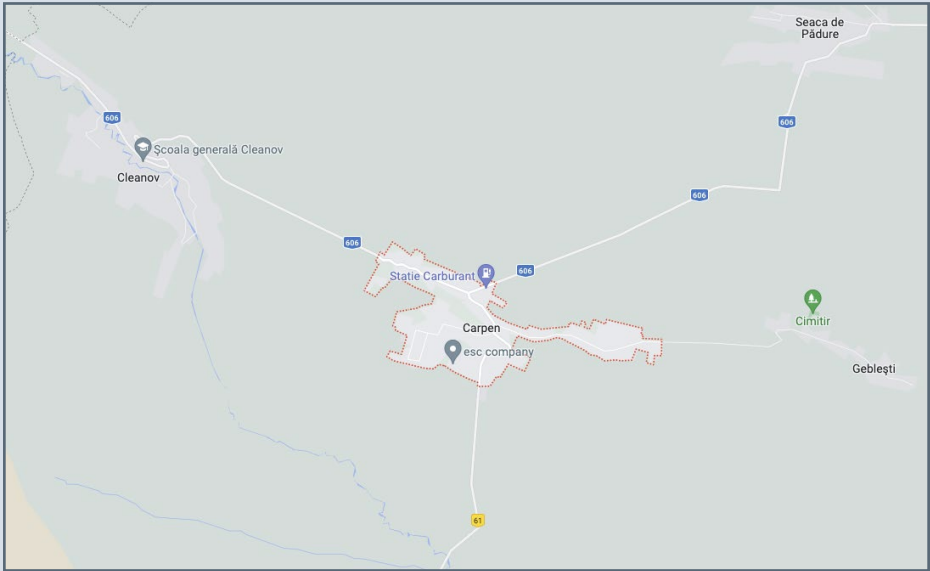 Seaca de
Pădure
606
606
Școala generală Cleanov
Cleanov
606
606
606
Statie Carburant
Cimitir
Carpen
esc company
Geblești
61